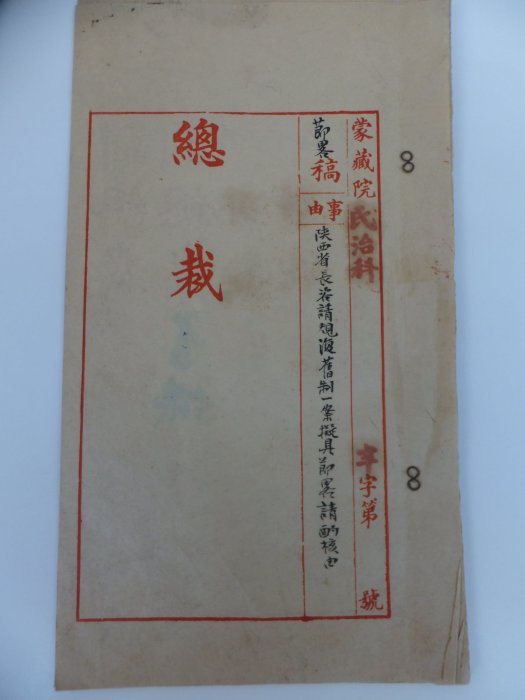 蒙藏院民治科 字第 號
節畧稿
事由
陝西省長咨請規復舊制一案擬具節畧請酌核由
總裁